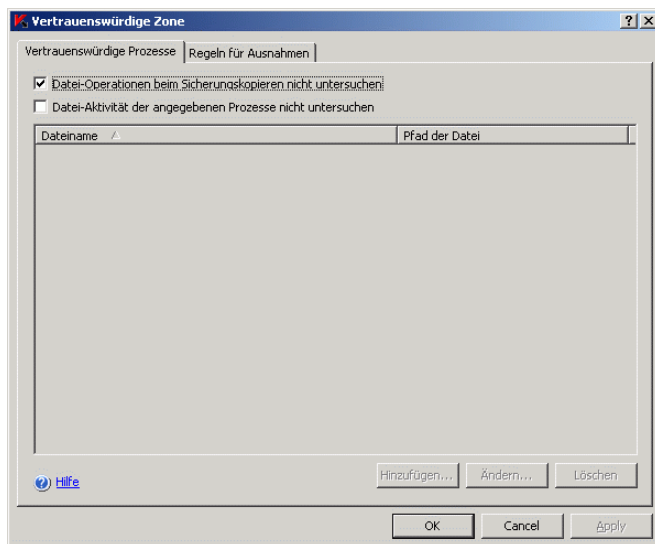 Vertrauenswürdige Zone
Vertrauenswürdige Prozesse
Regeln für Ausnahmen
Datei-Operationen beim Sicherungskopieren nicht untersuchen
Datei-Aktivität der angegebenen Prozesse nicht untersuchen
Dateiname
Pfad der Datei
Hilfe
Hinzufügen...
Ändern...
Löschen
OK
Cancel
Apply